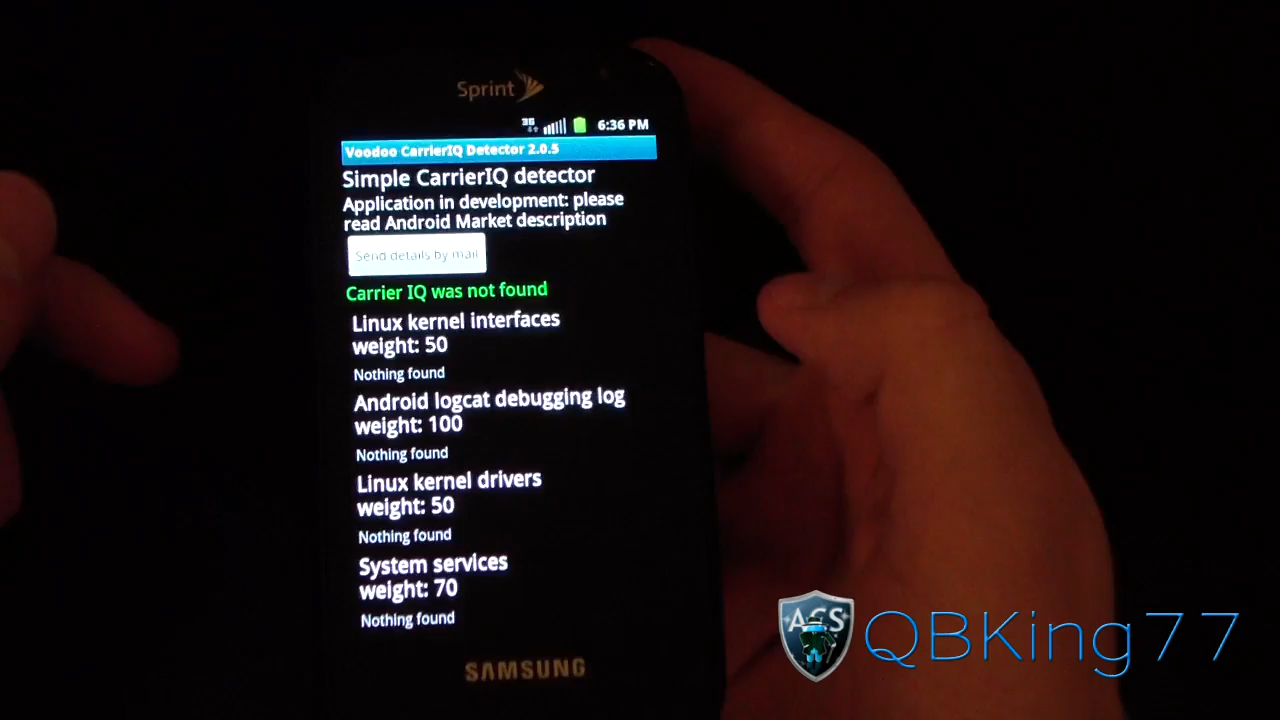 Sprint
3G 6:36 PM
Voodoo CarrierIQ Detector 2.0.5
Simple CarrierIQ detector
Application in development: please
read Android Market description
Send details by mail
Carrier IQ was not found
Linux kernel interfaces
weight: 50
Nothing found
Android logcat debugging log
weight: 100
Nothing found
Linux kernel drivers
weight: 50
Nothing found
System services
weight: 70
Nothing found
SAMSUNG
ACS
QBKing77